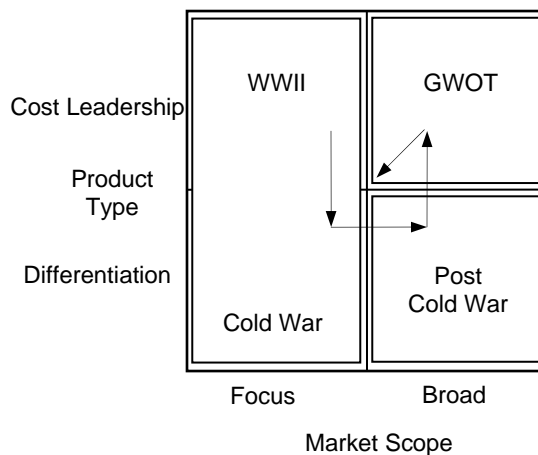 WWII
GWOT
Cost Leadership
Product
Type
Differentiation
Post
Cold War
Cold War
Focus
Broad
Market Scope